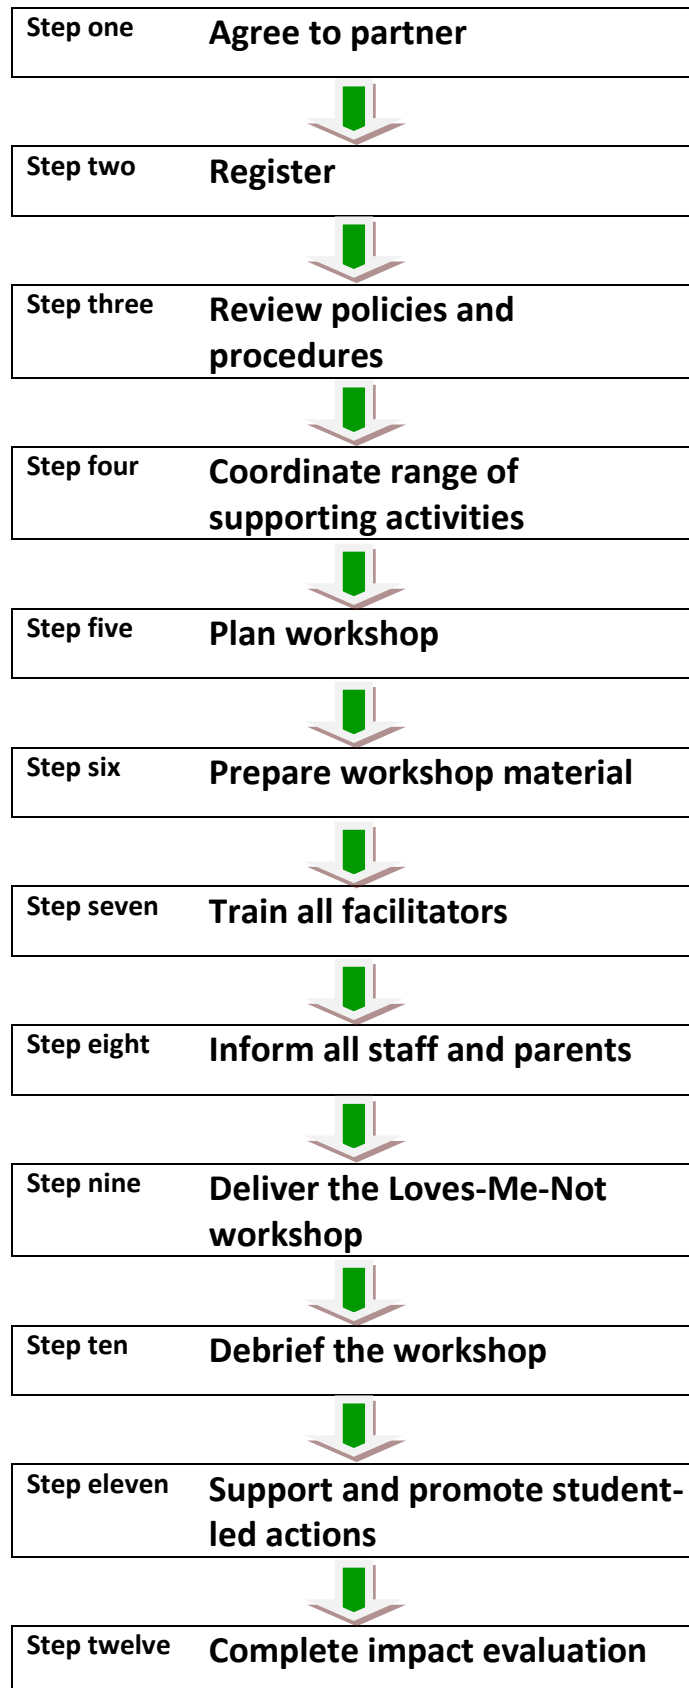 Step one Agree to partner
Step two Register
Step three Review policies and
procedures
Step four Coordinate range of
supporting activities
Step five Plan workshop
Step six Prepare workshop material
Step seven Train all facilitators
Step eight Inform all staff and parents
Step nine Deliver the Loves-Me-Not
workshop
Step ten Debrief the workshop
Step eleven Support and promote student-
led actions
Step twelve Complete impact evaluation